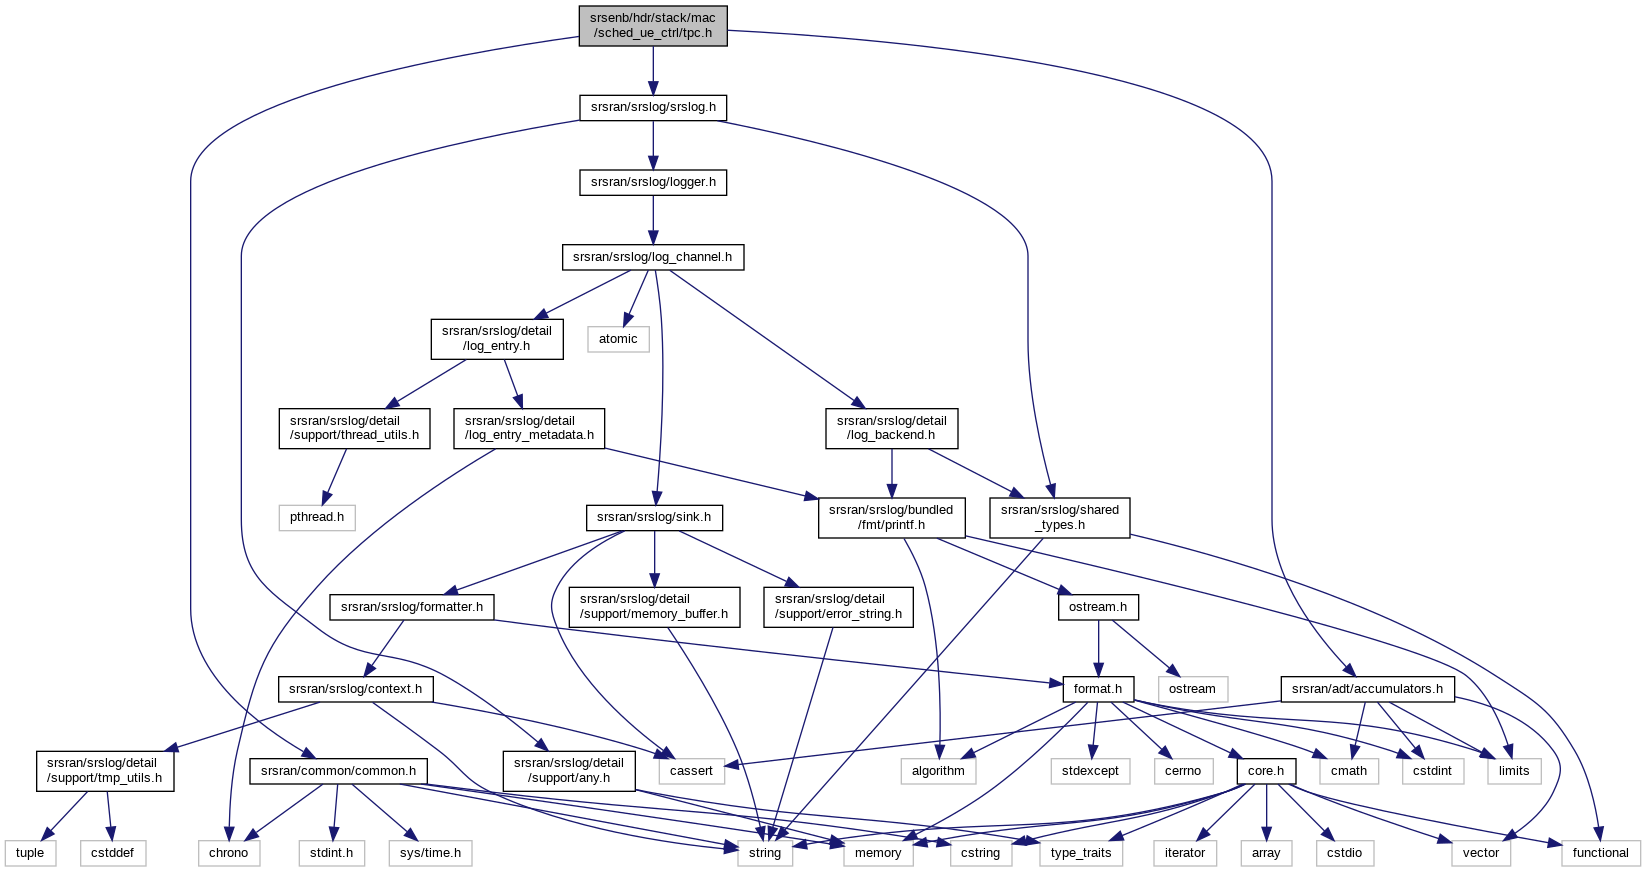 srsenb/hdr/stack/mac
/sched_ue_ctrl/tpc.h
srsran/srslog/srslog.h
srsran/srslog/logger.h
srsran/srslog/log_channel.h
srsran/srslog/detail
/log_entry.h
atomic
srsran/srslog/detail
/support/thread_utils.h
srsran/srslog/detail
/log_entry_metadata.h
srsran/srslog/detail
/log_backend.h
pthread.h
srsran/srslog/sink.h
srsran/srslog/bundled
/fmt/printf.h
srsran/srslog/shared
_types.h
srsran/srslog/formatter.h
srsran/srslog/detail
/support/memory_buffer.h
srsran/srslog/detail
/support/error_string.h
ostream.h
srsran/srslog/context.h
format.h
ostream
srsran/adt/accumulators.h
srsran/srslog/detail
/support/tmp_utils.h
srsran/common/common.h
srsran/srslog/detail
/support/any.h
cassert
algorithm
stdexcept
cerrno
core.h
cmath
cstdint
limits
tuple
cstddef
chrono
stdint.h
sys/time.h
string
memory
cstring
type_traits
iterator
array
cstdio
vector
functional